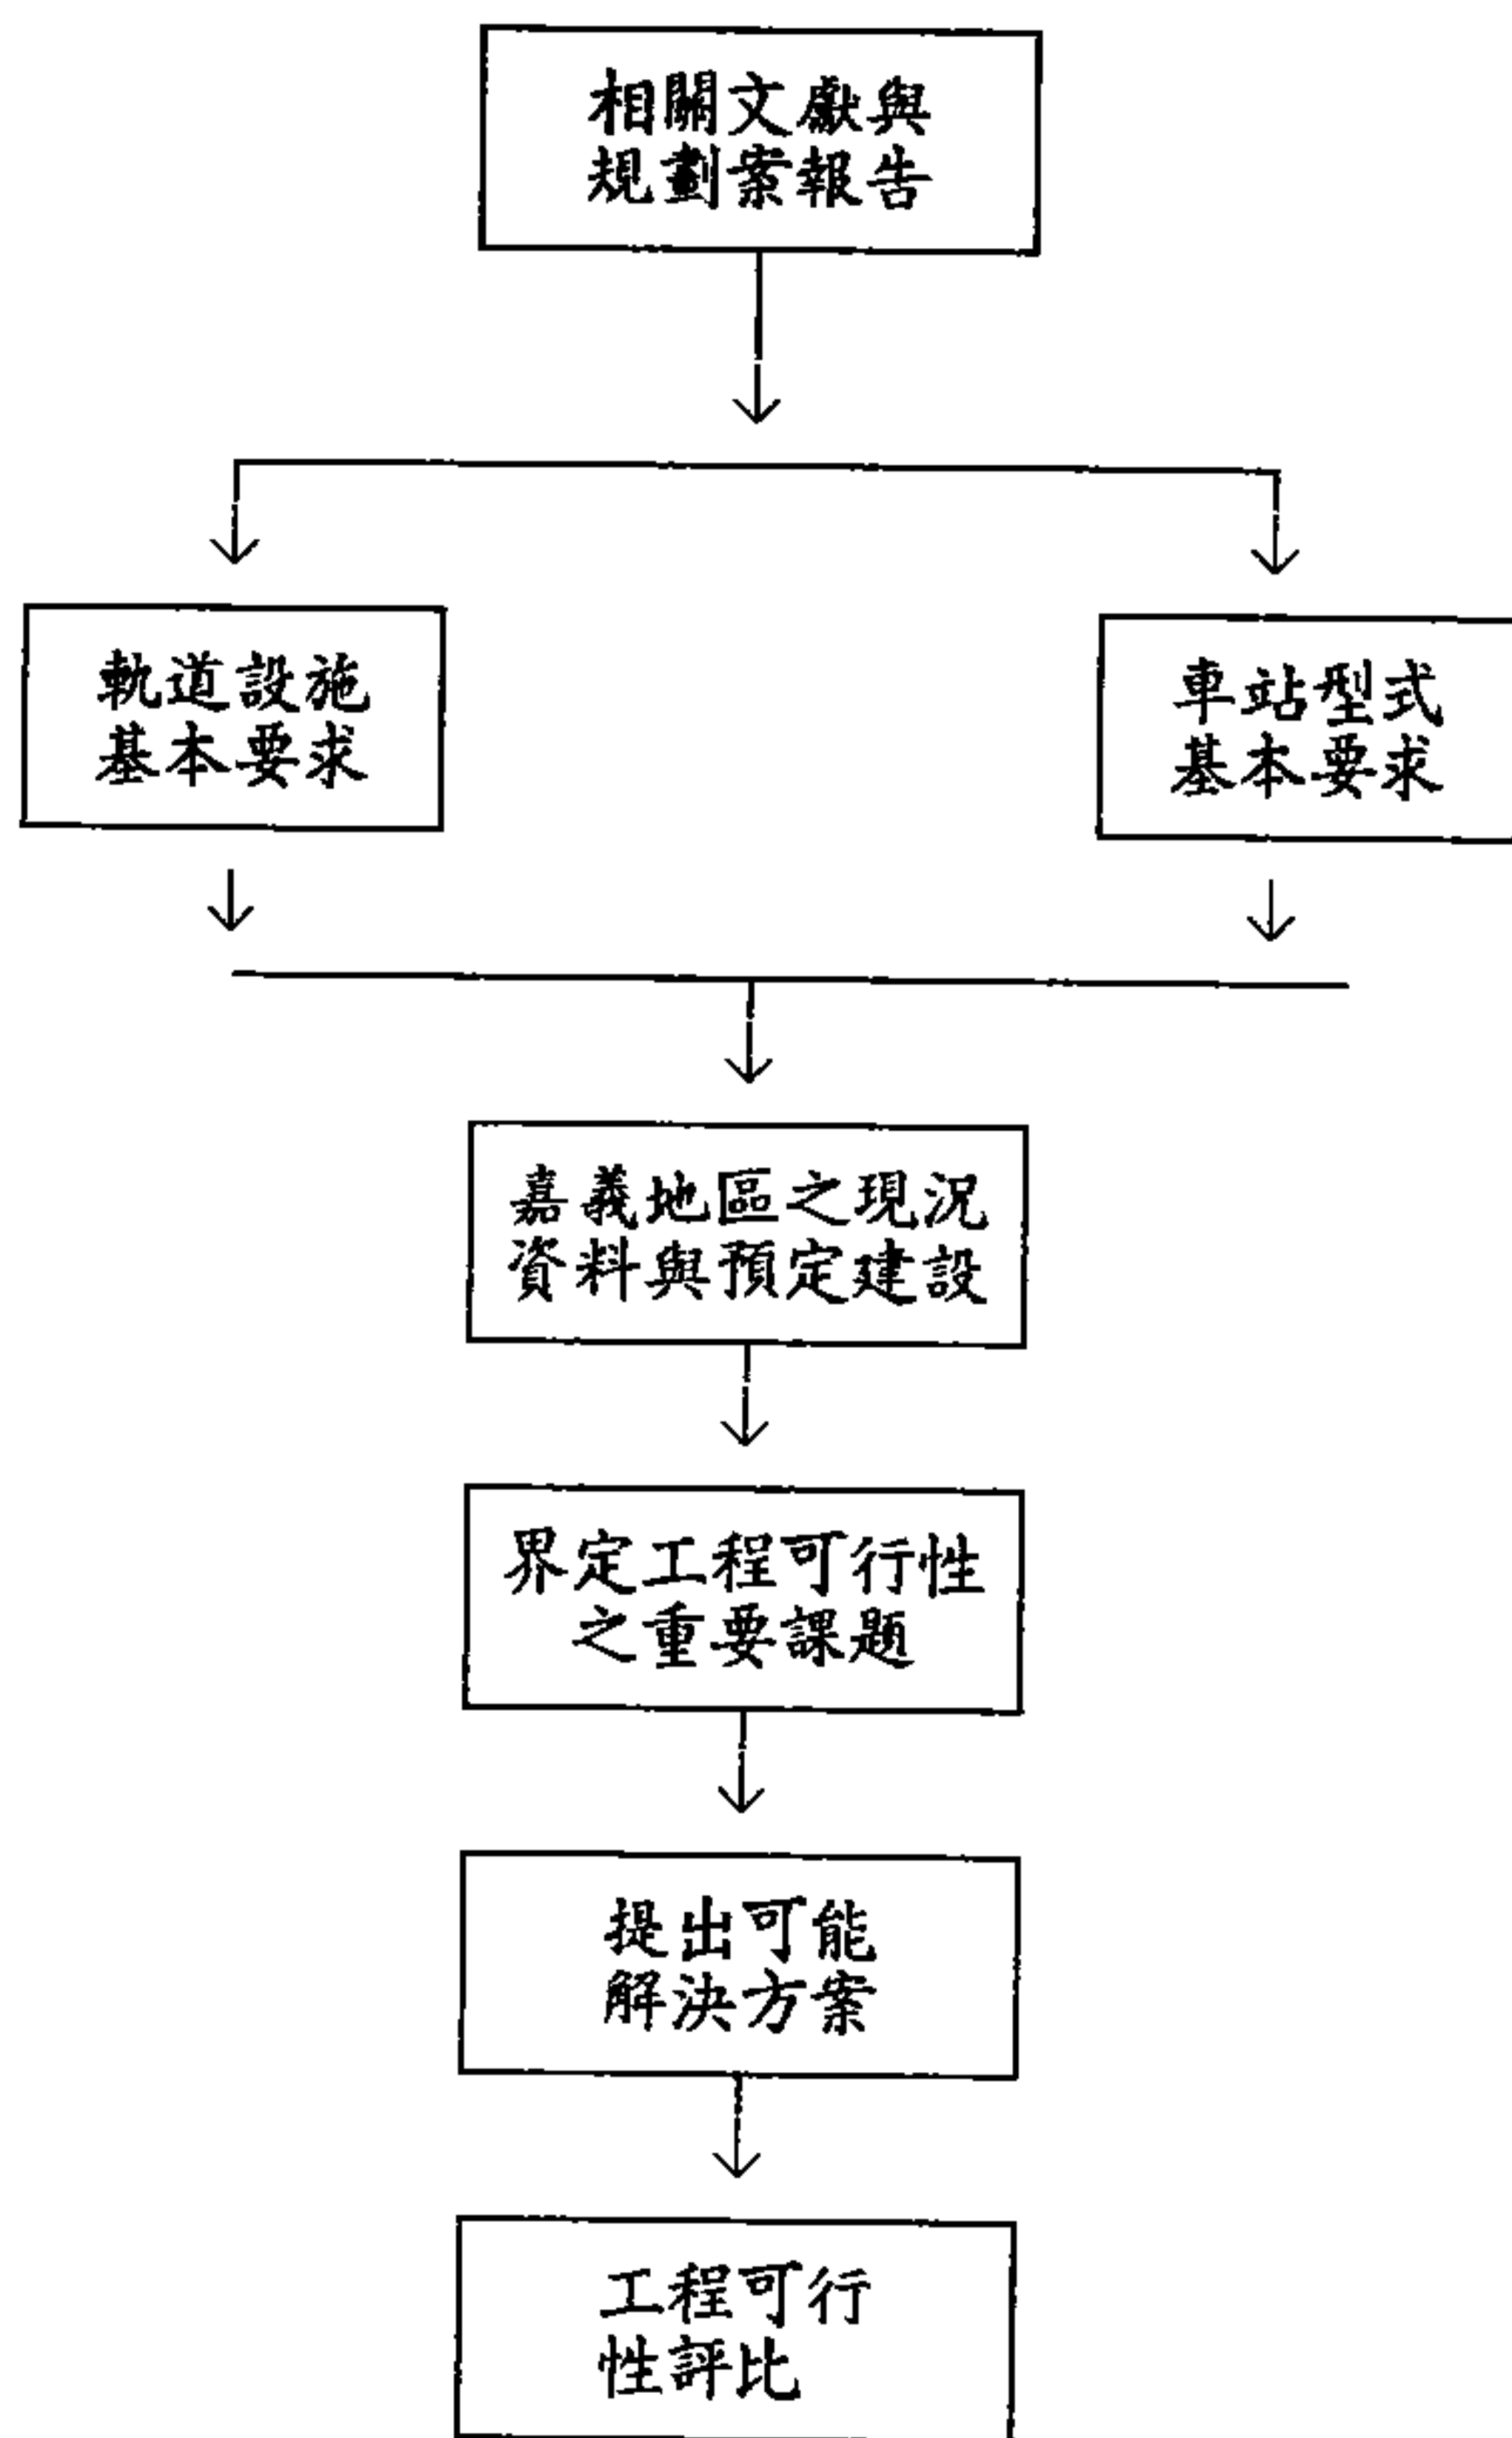 相關文獻與
規劃案報告
軌道設施
基本要求
車站型式
基本要求
嘉義地區之現況
資料與預定建設
界定工程可行性
之重要課題
提出可能
解決方案
工程可行
性評比